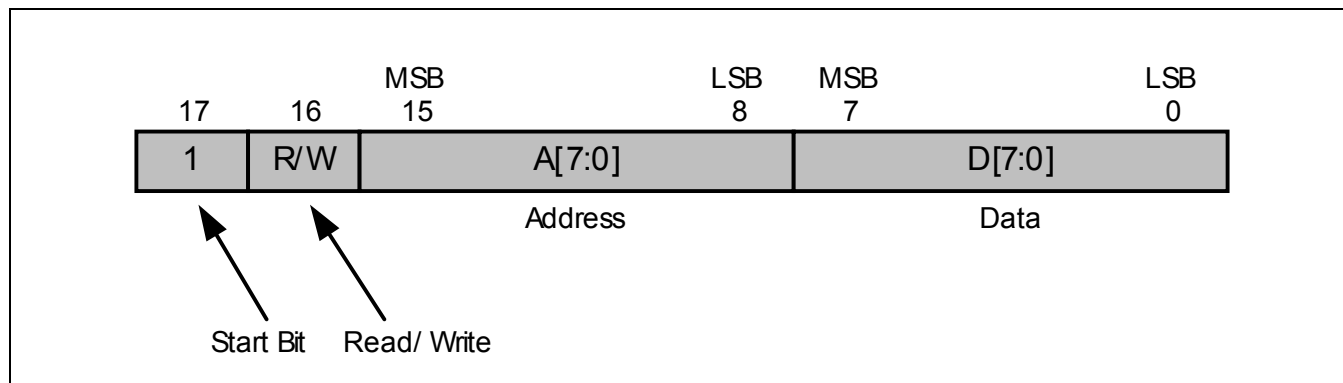 MSB LSB MSB LSB
17 16 15 8 7 0
1 R/W A[7:0] D[7:0]
Address Data
Start Bit Read/ Write